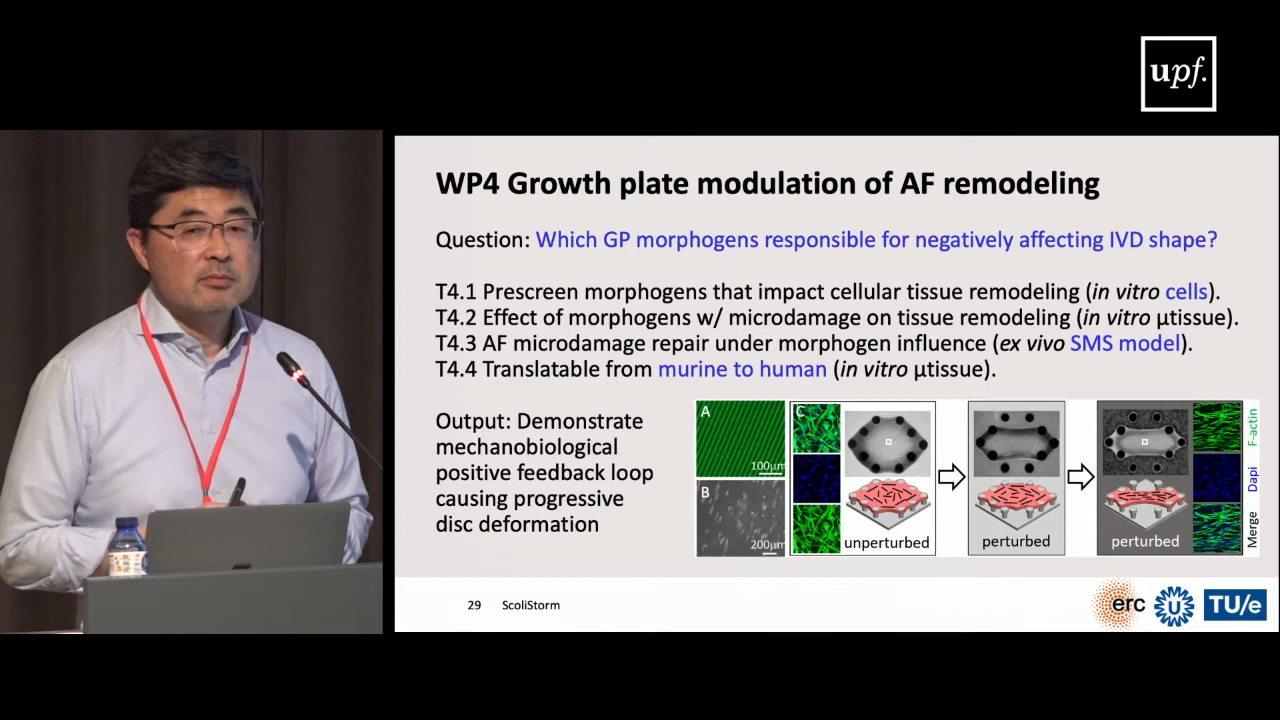 upf.
WP4 Growth plate modulation of AF remodeling
Question: Which GP morphogens responsible for negatively affecting IVD shape?
T4.1 Prescreen morphogens that impact cellular tissue remodeling (in vitro cells).
T4.2 Effect of morphogens w/ microdamage on tissue remodeling (in vitro µtissue).
T4.3 AF microdamage repair under morphogen influence (ex vivo SMS model).
T4.4 Translatable from murine to human (in vitro µtissue).
Output: Demonstrate
mechanobiological
positive feedback loop
causing progressive
disc deformation
A
100µm
B
200µm
C
unperturbed
perturbed
perturbed
F-actin
Dapi
Merge
29 ScoliStorm
erc
U
TU/e